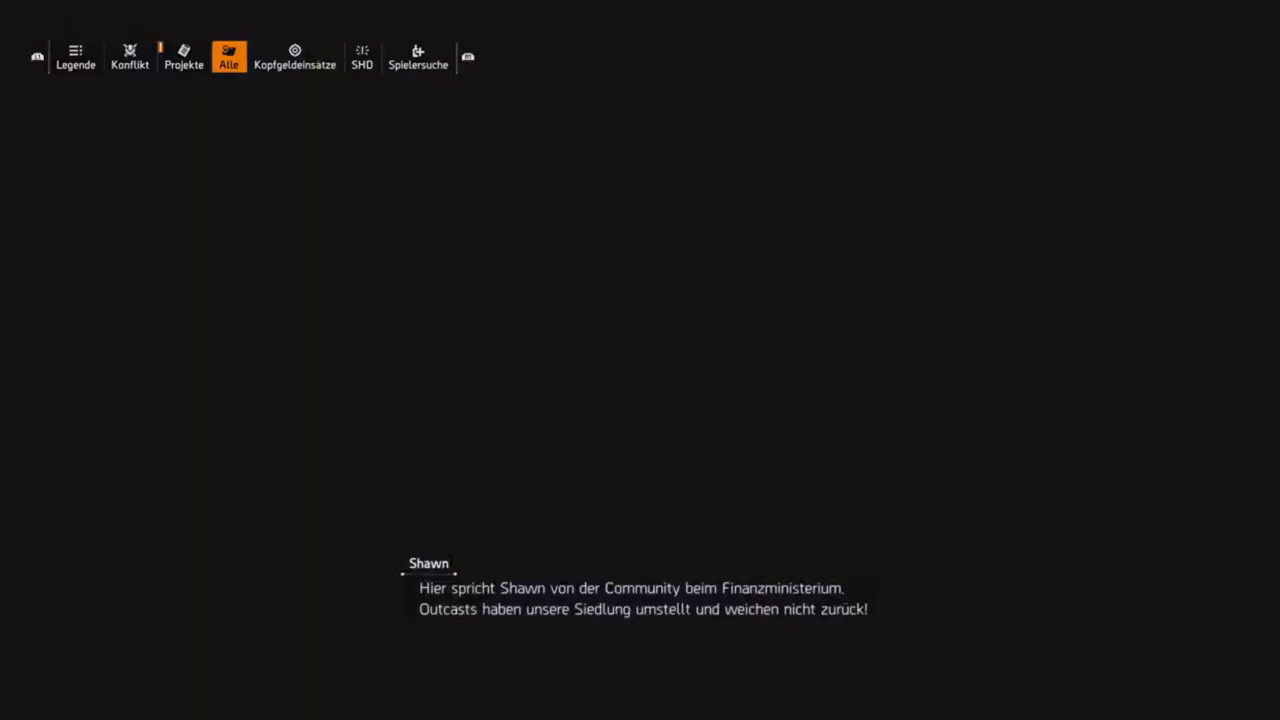 Legende Konflikt Projekte Alle Kopfgeldeinsätze SHD Spielersuche
Shawn
Hier spricht Shawn von der Community beim Finanzministerium.
Outcasts haben unsere Siedlung umstellt und weichen nicht zurück!